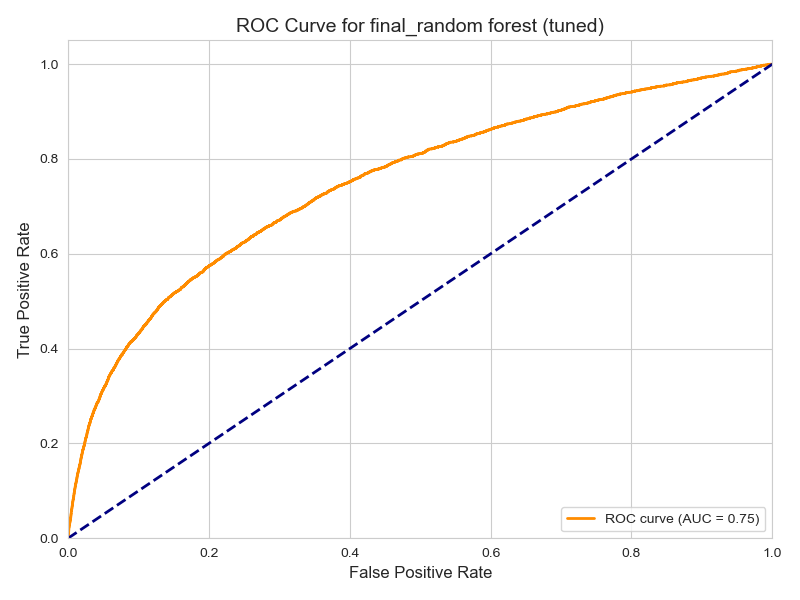 ROC Curve for final_random forest (tuned)
True Positive Rate
1.0
0.8
0.6
0.4
0.2
0.0
0.0 0.2 0.4 0.6 0.8 1.0
False Positive Rate
ROC curve (AUC = 0.75)